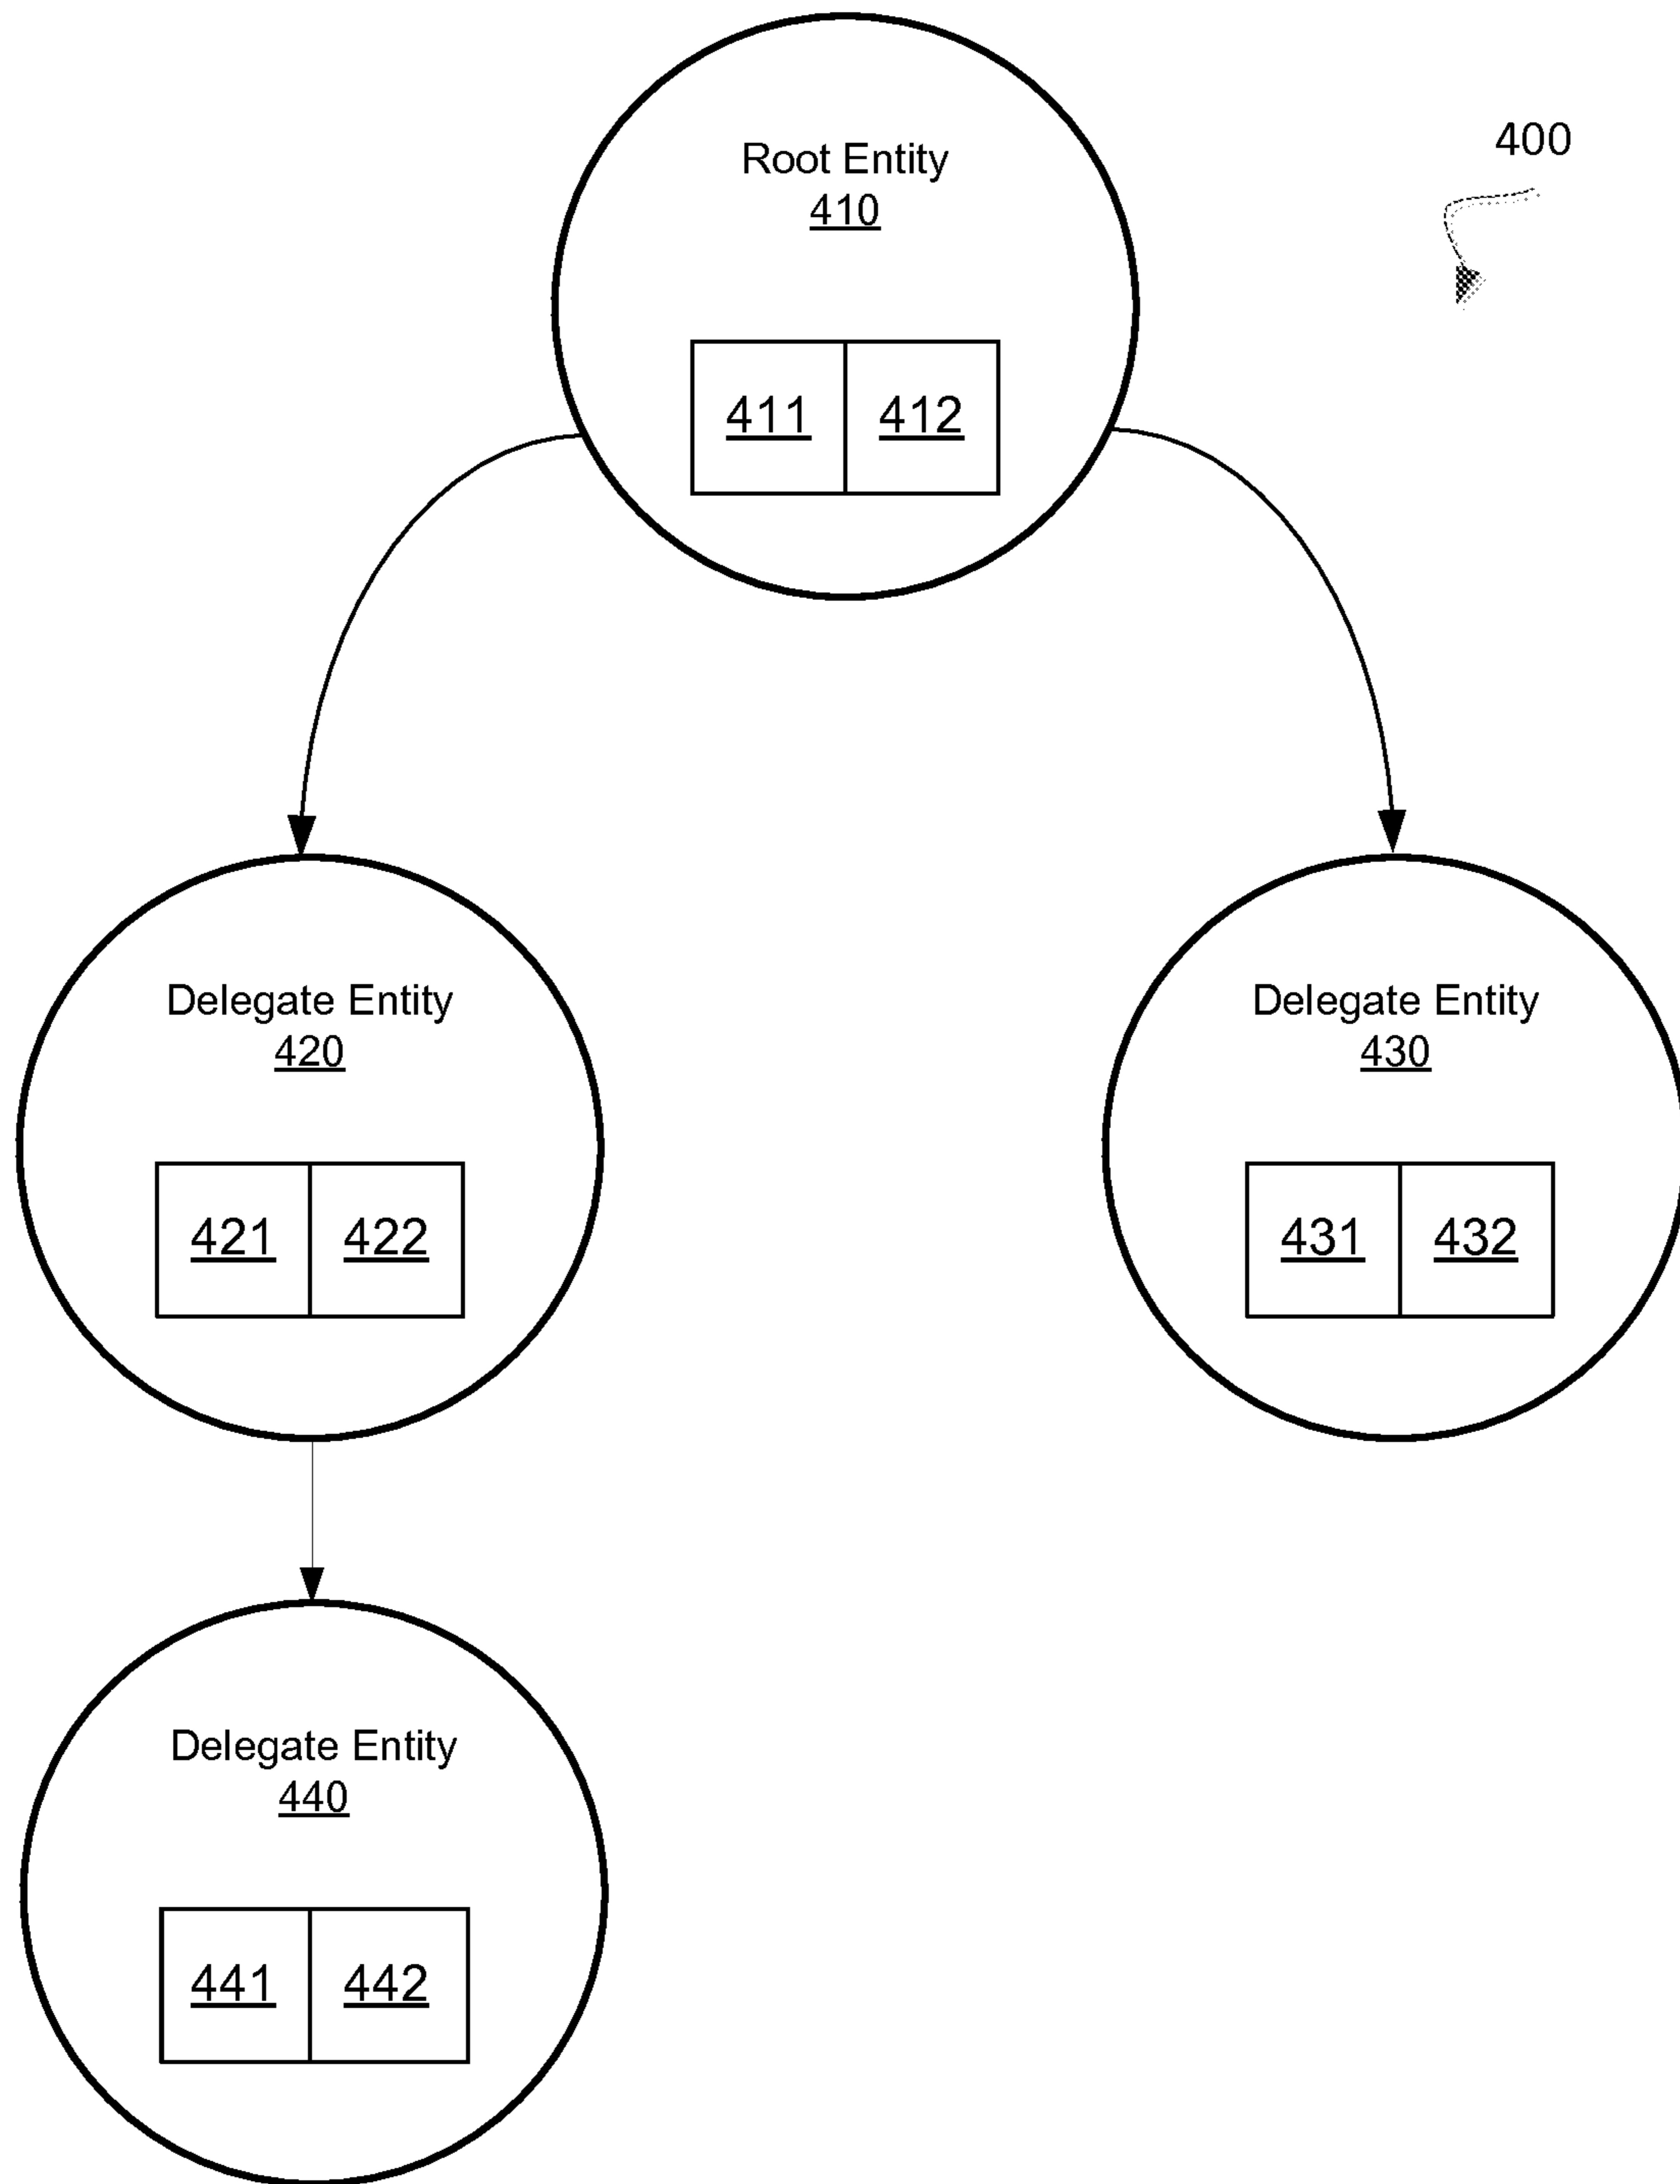 Root Entity
410
400
411 412
Delegate Entity
420
Delegate Entity
430
421 422
431 432
Delegate Entity
440
441 442